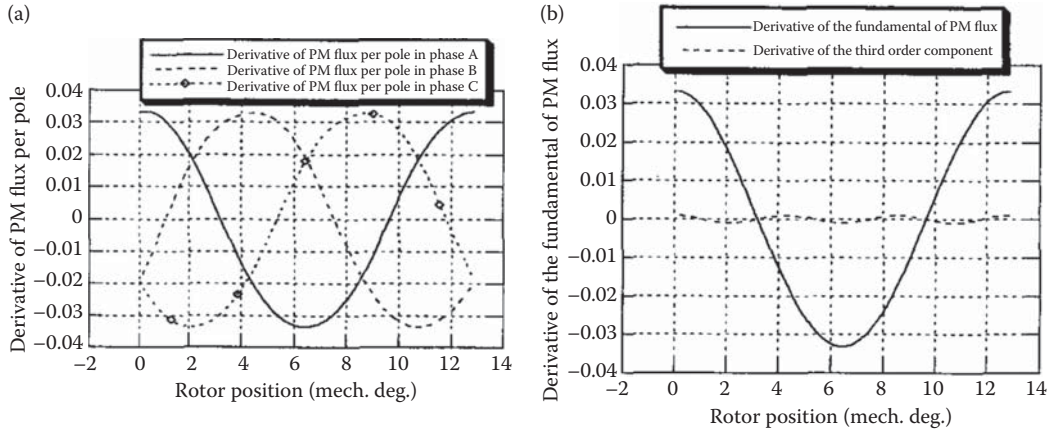 (a)
Derivative of PM flux per pole in phase A
Derivative of PM flux per pole in phase B
Derivative of PM flux per pole in phase C
Derivative of PM flux per pole
0.04
0.03
0.02
0.01
0
−0.01
−0.02
−0.03
−0.04
−2 0 2 4 6 8 10 12 14
Rotor position (mech. deg.)
(b)
Derivative of the fundamental of PM flux
Derivative of the third order component
Derivative of the fundamental of PM flux
0.04
0.03
0.02
0.01
0
−0.01
−0.02
−0.03
−0.04
−2 0 2 4 6 8 10 12 14
Rotor position (mech. deg.)